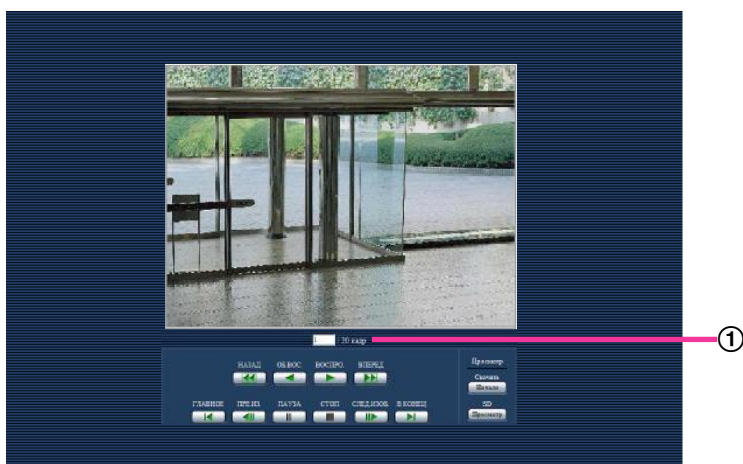 1 / 20 кадр
①
НАЗАД ОБ.ВОС. ВОСПРО. ВПЕРЕД
ГЛАВНОЕ ПРЕ.ИЗ. ПАУЗА СТОП СЛЕД.ИЗОБ. В КОНЕЦ
Просмотр
Скачать
Начало
SD
Просмотр